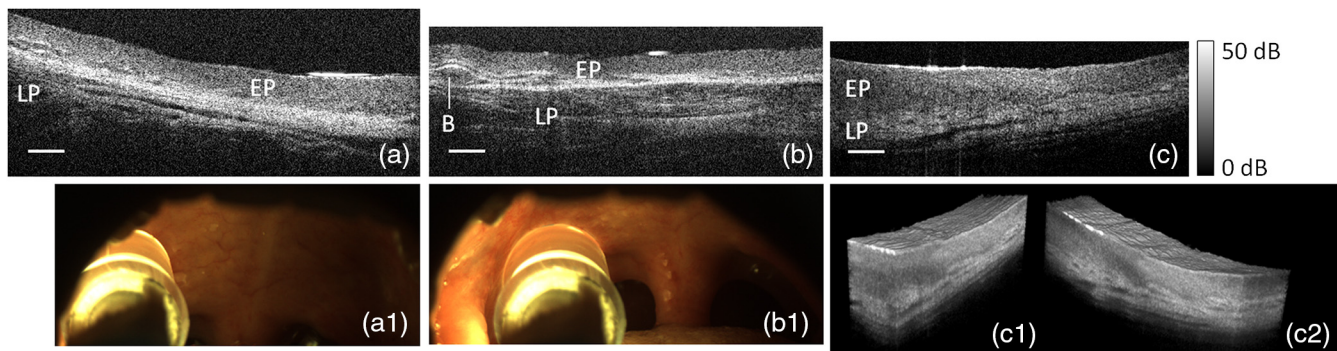 LP
EP
(a)
EP
B
LP
(b)
EP
LP
(c)
50 dB
0 dB
(a1)
(b1)
(c1)
(c2)